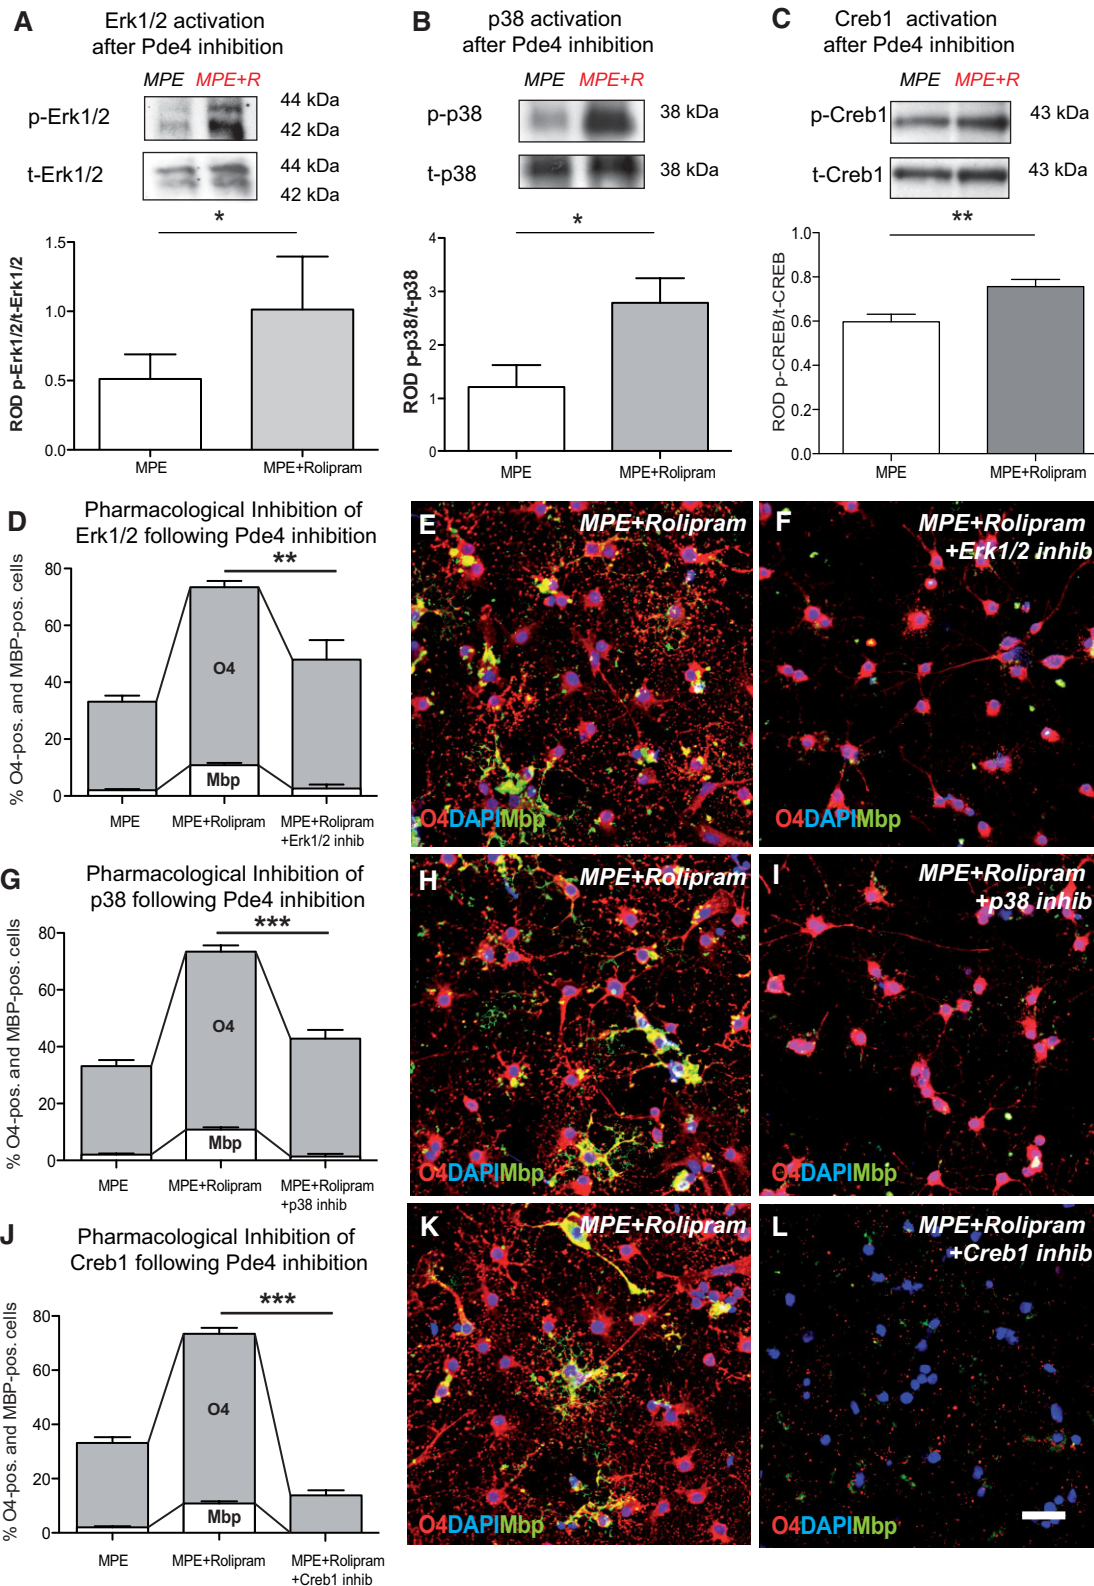 A
Erk1/2 activation
after Pde4 inhibition
MPE MPE+R
p-Erk1/2
44 kDa
42 kDa
t-Erk1/2
44 kDa
42 kDa
*
ROD p-Erk1/2/t-Erk1/2
1.5
1.0
0.5
0.0
MPE
MPE+Rolipram
B
p38 activation
after Pde4 inhibition
MPE MPE+R
p-p38
38 kDa
t-p38
38 kDa
*
ROD p-p38/t-p38
4
3
2
1
0
MPE
MPE+Rolipram
C
Creb1 activation
after Pde4 inhibition
MPE MPE+R
p-Creb1
43 kDa
t-Creb1
43 kDa
**
ROD p-CREB/t-CREB
1.0
0.8
0.6
0.4
0.2
0.0
MPE
MPE+Rolipram
D
Pharmacological Inhibition of
Erk1/2 following Pde4 inhibition
**
% O4-pos. and MBP-pos. cells
80
60
40
20
0
O4
Mbp
MPE
MPE+Rolipram
MPE+Rolipram
+Erk1/2 inhib
E
MPE+Rolipram
O4DAPIMbp
F
MPE+Rolipram
+Erk1/2 inhib
O4DAPIMbp
G
Pharmacological Inhibition of
p38 following Pde4 inhibition
***
% O4-pos. and MBP-pos. cells
80
60
40
20
0
O4
Mbp
MPE
MPE+Rolipram
MPE+Rolipram
+p38 inhib
H
MPE+Rolipram
O4DAPIMbp
I
MPE+Rolipram
+p38 inhib
O4DAPIMbp
J
Pharmacological Inhibition of
Creb1 following Pde4 inhibition
***
% O4-pos. and MBP-pos. cells
80
60
40
20
0
O4
Mbp
MPE
MPE+Rolipram
MPE+Rolipram
+Creb1 inhib
K
MPE+Rolipram
O4DAPIMbp
L
MPE+Rolipram
+Creb1 inhib
O4DAPIMbp